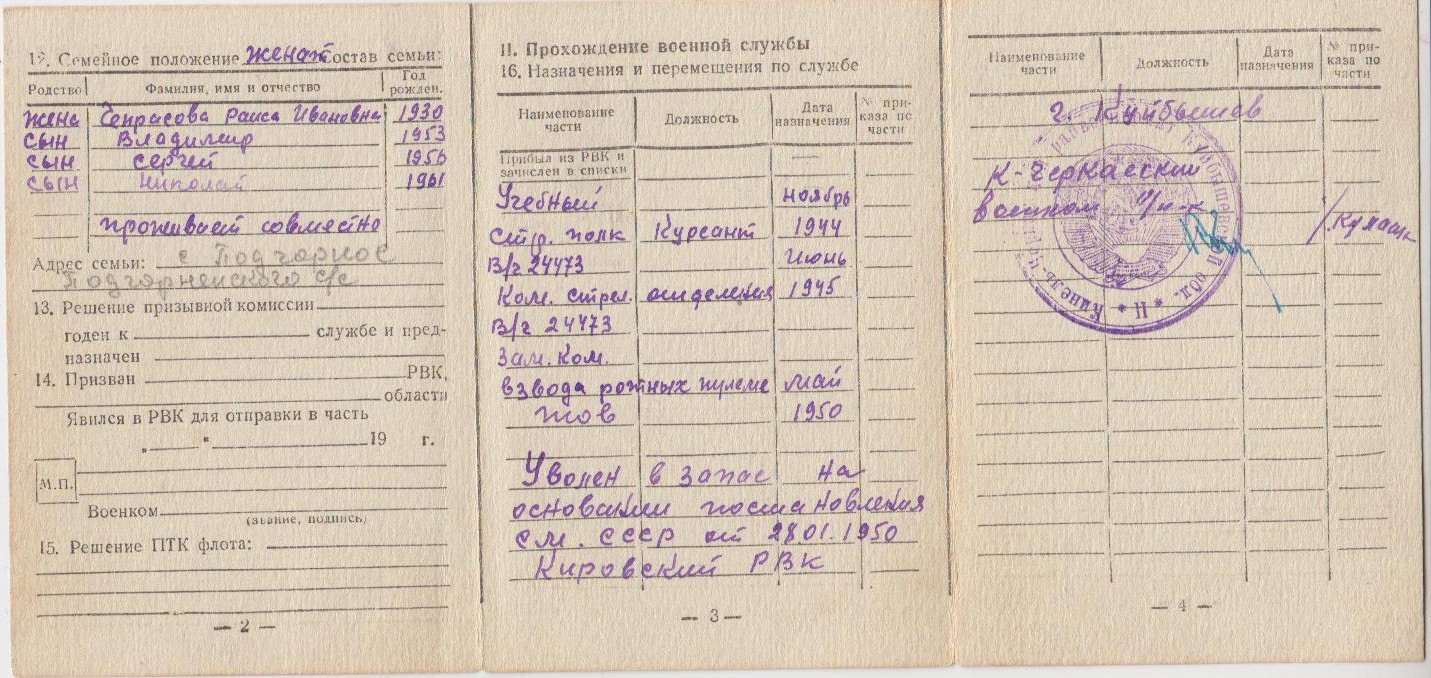 12. Семейное положение женат Состав семьи:
Родство Фамилия, имя и отчество Год рожден.
жена Раиса Ивановна 1930
сын Владимир 1953
сын Сергей 1956
сын Николай 1961
проживает совместно
Адрес семьи: с Подгорное
Подгорненского с/с
13. Решение призывной комиссии
годен к службе и пред-
назначен
14. Призван РВК,
области
Явился в РВК для отправки в часть
„ “ 19 г.
М.П.
Военком
(звание, подпись)
15. Решение ПТК флота:
— 2 —
II. Прохождение военной службы
16. Назначения и перемещения по службе
Наименование части Должность Дата назначения № при-каза по части
Прибыл из РВК и
зачислен в списки —
Учебный ноябрь
стр. полк Курсант 1944
В/г 24473 Июнь
Ком. стрел. отделения 1945
В/г 24473
Зам. Ком.
взвода ротных пулеме май
тов 1950
Уволен в запас на
основании постановления
с.м. СССР от 28.01.1950
Кировский РВК
— 3 —
Наименование части Должность Дата назначения № при-каза по части
г. Куйбышев
К-Черкасский
военком п/п-к
— 4 —